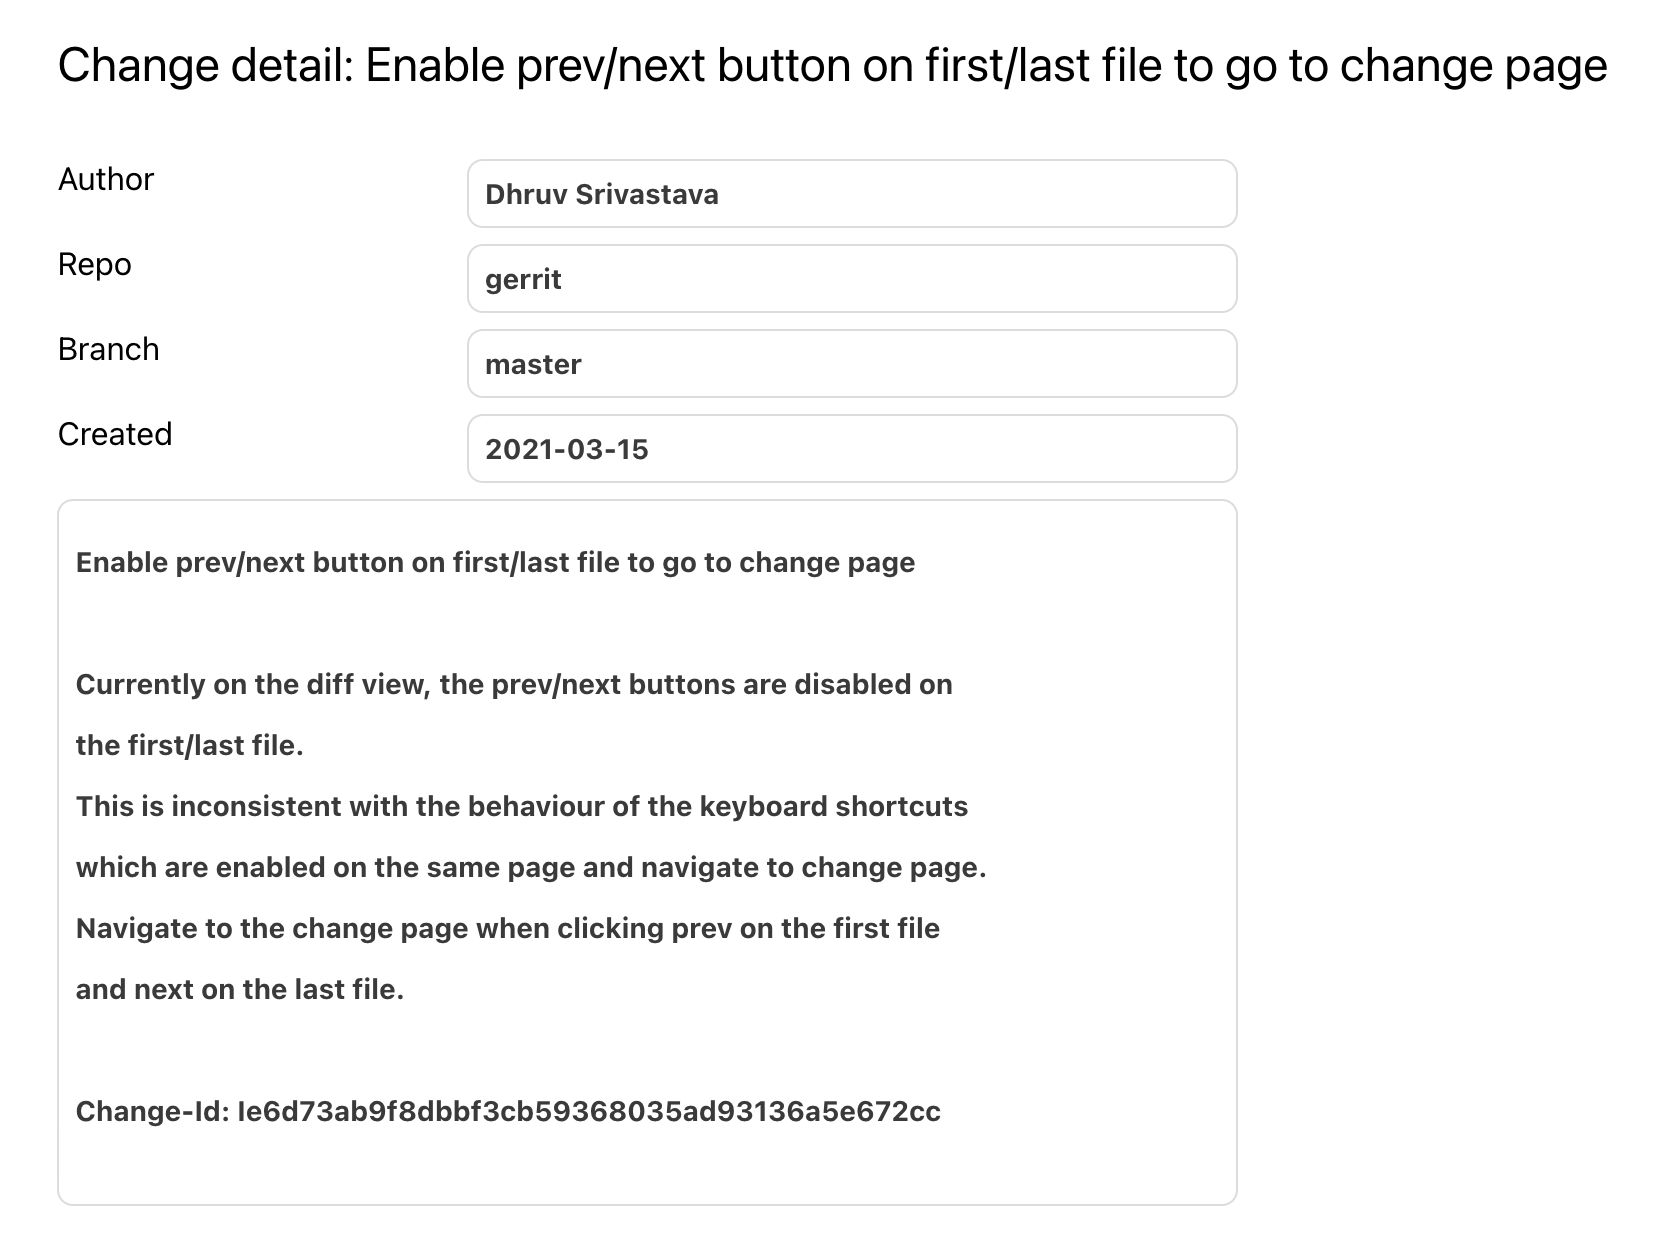 Change detail: Enable prev/next button on first/last file to go to change page
Author
Dhruv Srivastava
Repo
gerrit
Branch
master
Created
2021-03-15
Enable prev/next button on first/last file to go to change page
Currently on the diff view, the prev/next buttons are disabled on
the first/last file.
This is inconsistent with the behaviour of the keyboard shortcuts
which are enabled on the same page and navigate to change page.
Navigate to the change page when clicking prev on the first file
and next on the last file.
Change-Id: Ie6d73ab9f8dbbf3cb59368035ad93136a5e672cc